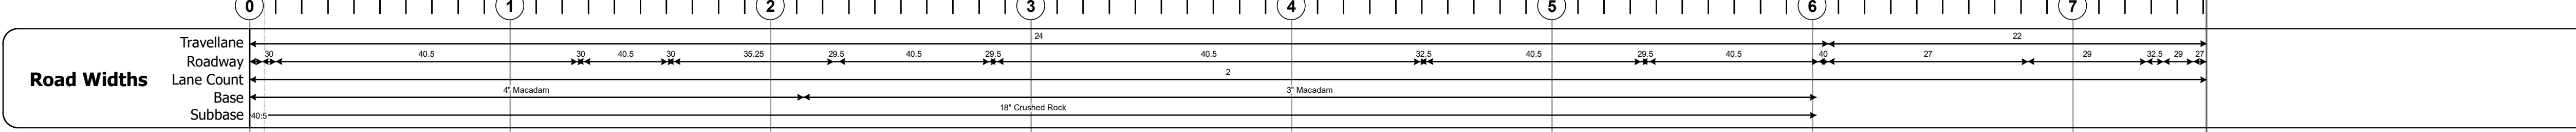 0 1 2 3 4 5 6 7
Road Widths
Travellane 24 22
Roadway 30 40.5 30 40.5 30 35.25 29.5 40.5 29.5 40.5 32.5 40.5 29.5 40.5 40 27 29 32.5 29 27
Lane Count 2
Base 4" Macadam 3" Macadam
Subbase 40.5 18" Crushed Rock